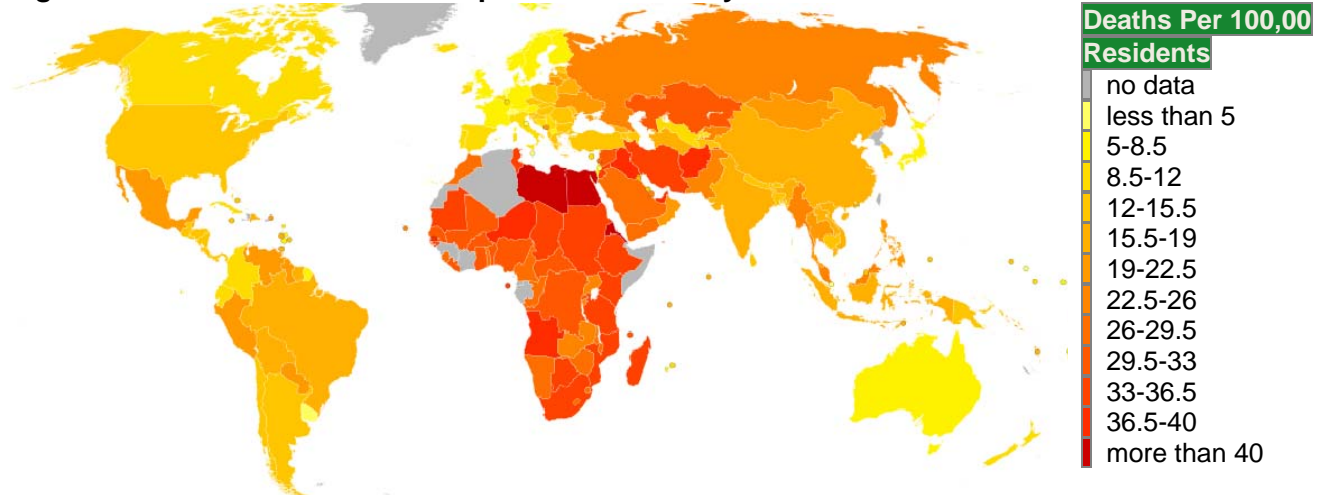 Deaths Per 100,00
Residents
no data
less than 5
5-8.5
8.5-12
12-15.5
15.5-19
19-22.5
22.5-26
26-29.5
29.5-33
33-36.5
36.5-40
more than 40